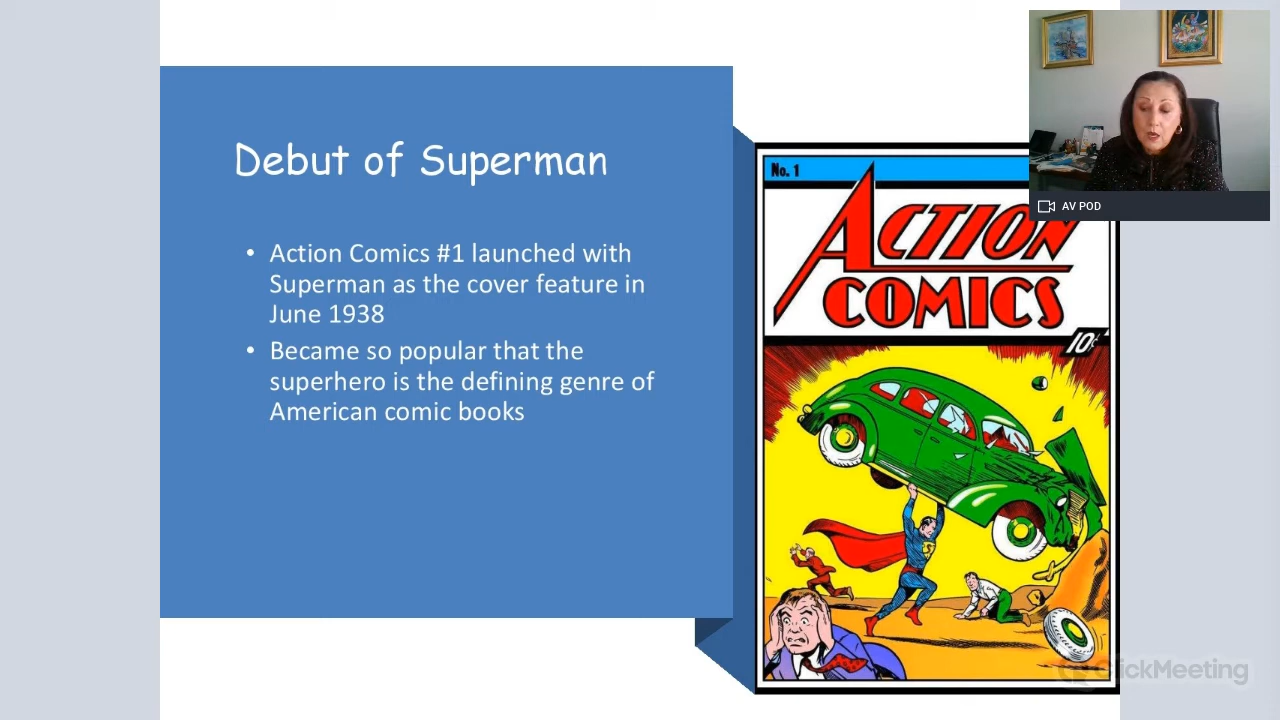 Debut of Superman
• Action Comics #1 launched with
Superman as the cover feature in
June 1938
• Became so popular that the
superhero is the defining genre of
American comic books
No. 1
ACTION
COMICS
10¢
S
AV POD
ClickMeeting